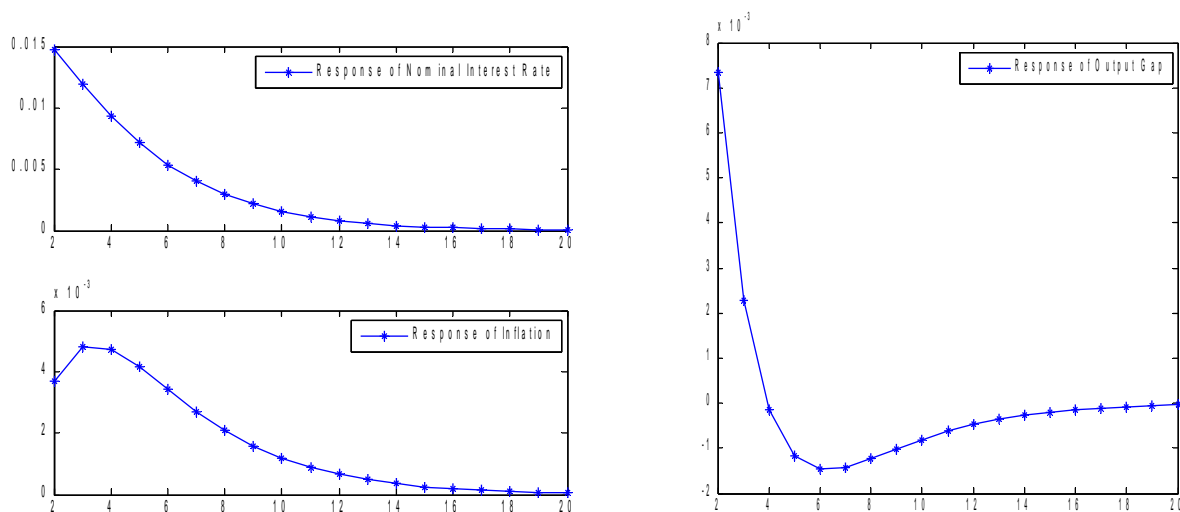 0.015
0.01
0.005
0
2 4 6 8 10 12 14 16 18 20
Response of Nominal Interest Rate
x 10-3
6
4
2
0
2 4 6 8 10 12 14 16 18 20
Response of Inflation
x 10-3
8
7
6
5
4
3
2
1
0
-1
-2
2 4 6 8 10 12 14 16 18 20
Response of Output Gap